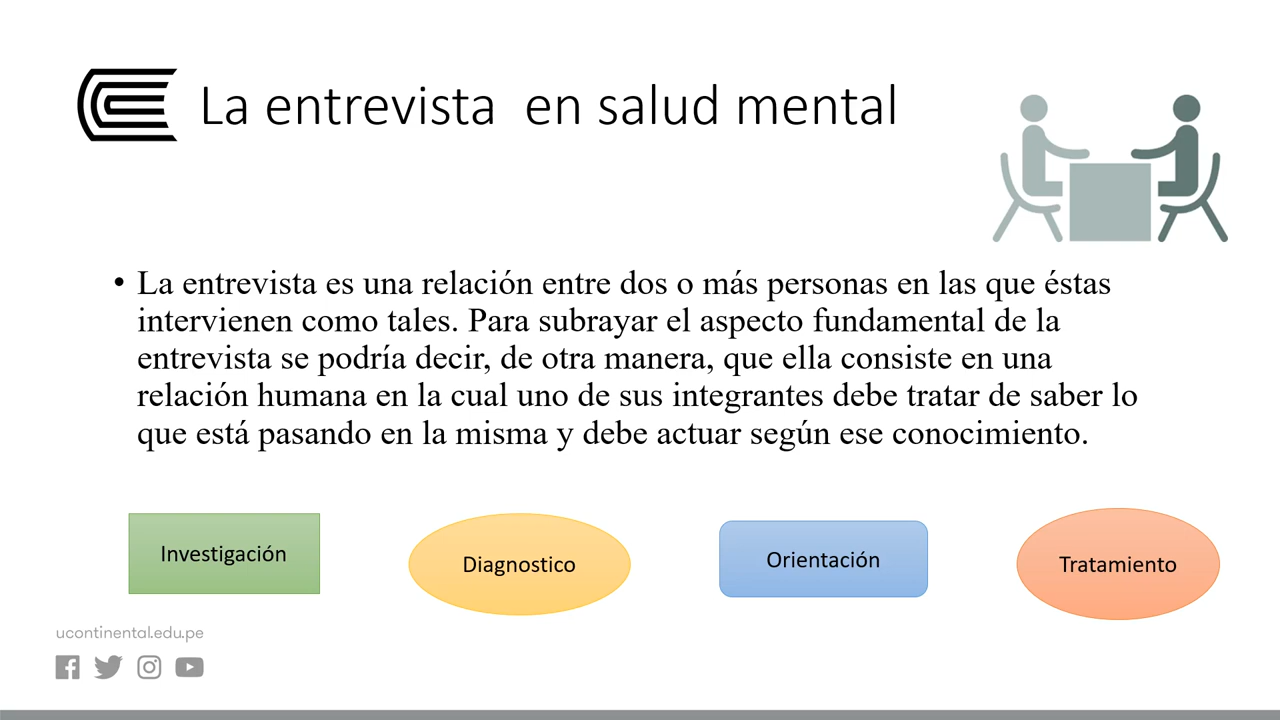 La entrevista  en salud mental
• La entrevista es una relación entre dos o más personas en las que éstas
intervienen como tales. Para subrayar el aspecto fundamental de la
entrevista se podría decir, de otra manera, que ella consiste en una
relación humana en la cual uno de sus integrantes debe tratar de saber lo
que está pasando en la misma y debe actuar según ese conocimiento.
Investigación
Diagnostico
Orientación
Tratamiento
ucontinental.edu.pe